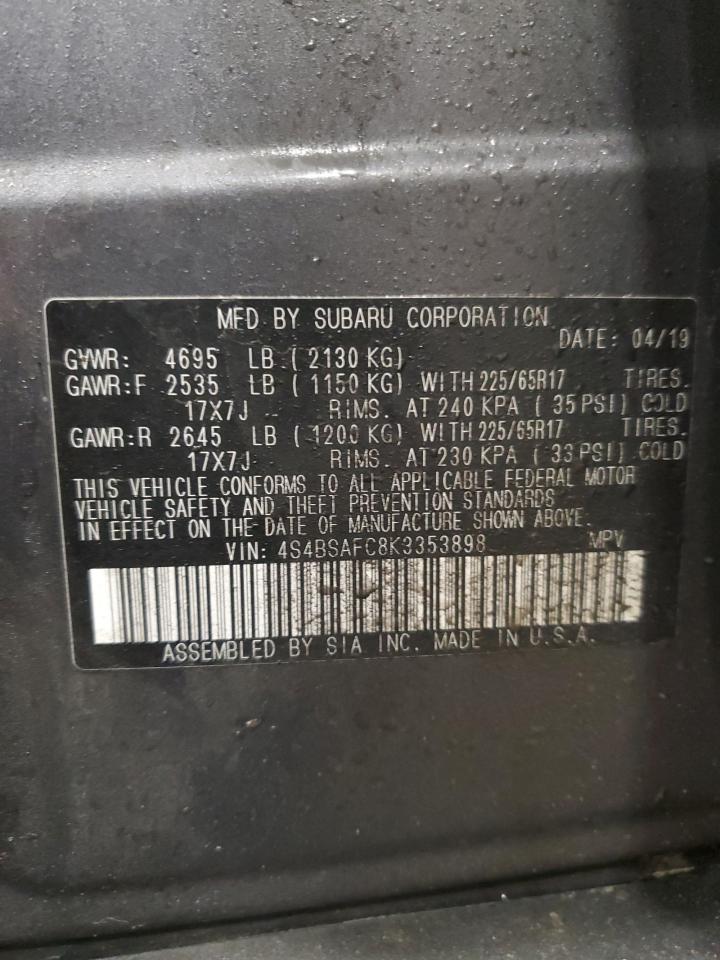 MFD BY SUBARU CORPORATION
DATE: 04/19
GVWR: 4695 LB ( 2130 KG)
GAWR:F 2535 LB ( 1150 KG) WITH 225/65R17 TIRES.
17X7J RIMS. AT 240 KPA ( 35 PSI) COLD
GAWR:R 2645 LB ( 1200 KG) WITH 225/65R17 TIRES.
17X7J RIMS. AT 230 KPA ( 33 PSI) COLD
THIS VEHICLE CONFORMS TO ALL APPLICABLE FEDERAL MOTOR
VEHICLE SAFETY AND THEFT PREVENTION STANDARDS
IN EFFECT ON THE DATE OF MANUFACTURE SHOWN ABOVE.
VIN: 4S4BSAFC8K3353898 MPV
ASSEMBLED BY SIA INC. MADE IN U.S.A.